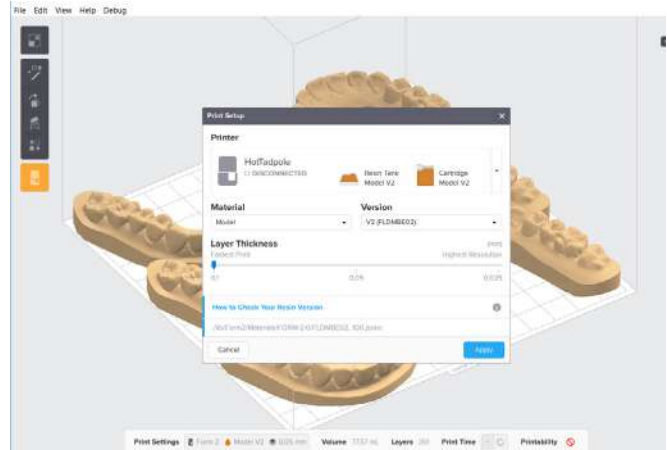 File Edit View Help Debug
Print Setup
Printer
HotTadpole
DISCONNECTED
Resin Tank
Model V2
Cartridge
Model V2
Material Version
Model V2 (FLDMBE02)
Layer Thickness
Fastest Print Highest Resolution
0.1 0.05 0.025
How to Check Your Resin Version
Cancel Apply
Print Settings Form 2 Model V2 0.05 mm Volume Layers Print Time Printability